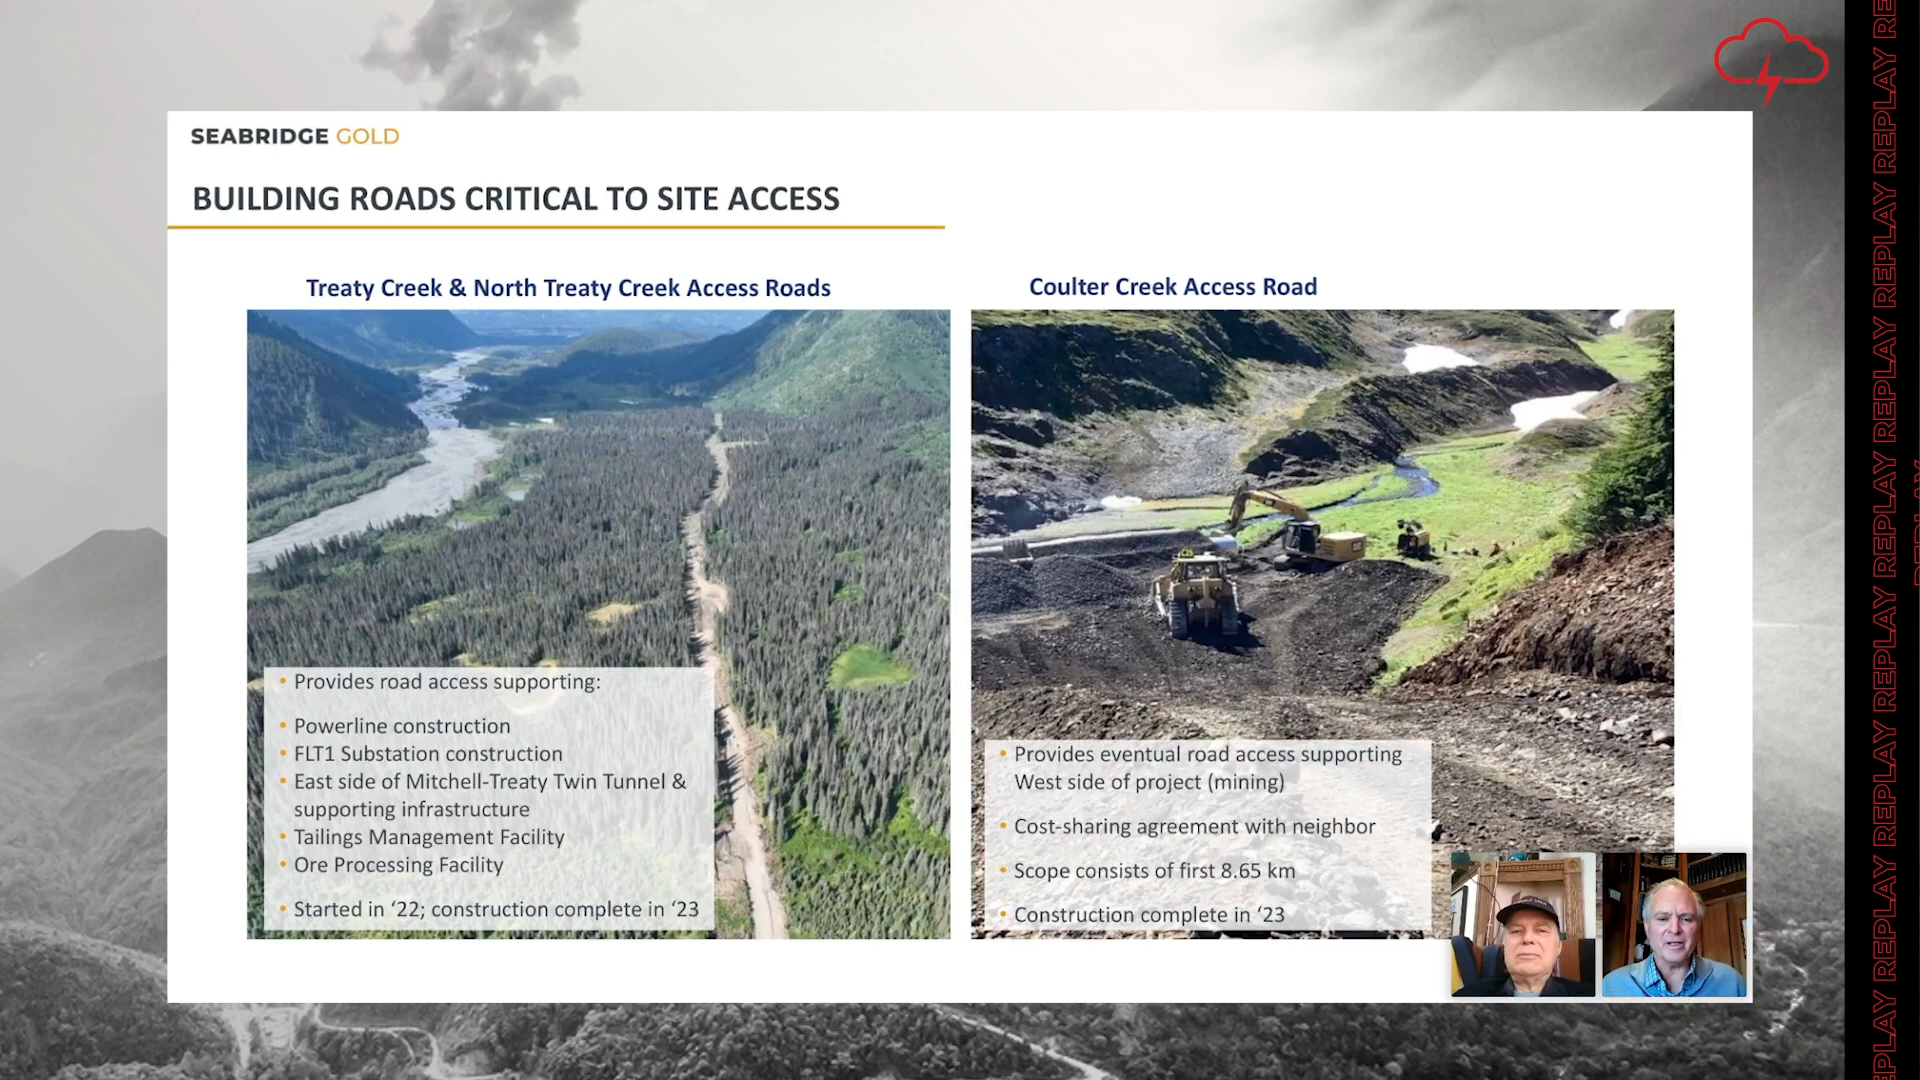 SEABRIDGE GOLD
BUILDING ROADS CRITICAL TO SITE ACCESS
Treaty Creek & North Treaty Creek Access Roads
• Provides road access supporting:
• Powerline construction
• FLT1 Substation construction
• East side of Mitchell-Treaty Twin Tunnel &
supporting infrastructure
• Tailings Management Facility
• Ore Processing Facility
• Started in ‘22; construction complete in ‘23
Coulter Creek Access Road
• Provides eventual road access supporting
West side of project (mining)
• Cost-sharing agreement with neighbor
• Scope consists of first 8.65 km
• Construction complete in ‘23
REPLAY REPLAY REPLAY REPLAY REPLAY REPLAY REPLAY REPLAY